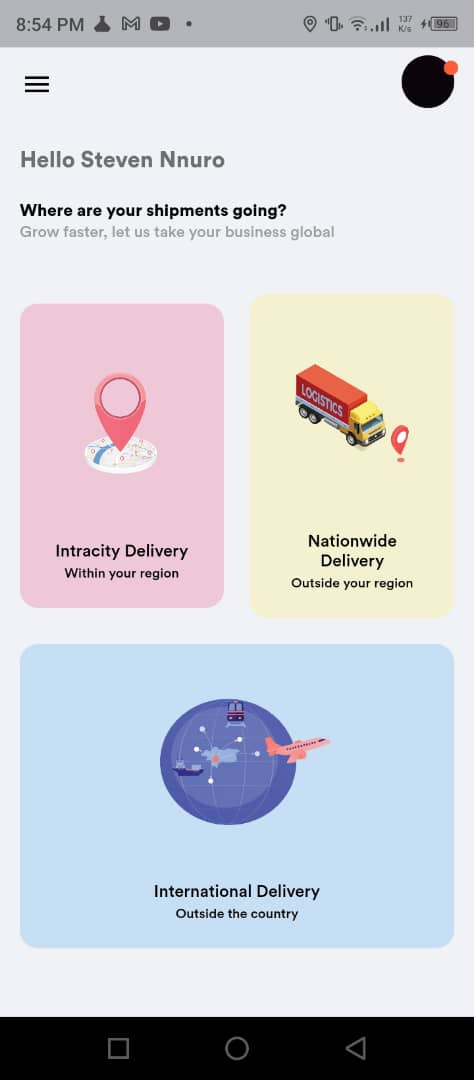 8:54 PM
137
K/s
96
Hello Steven Nnuro
Where are your shipments going?
Grow faster, let us take your business global
LOGISTICS
Intracity Delivery
Within your region
Nationwide
Delivery
Outside your region
International Delivery
Outside the country